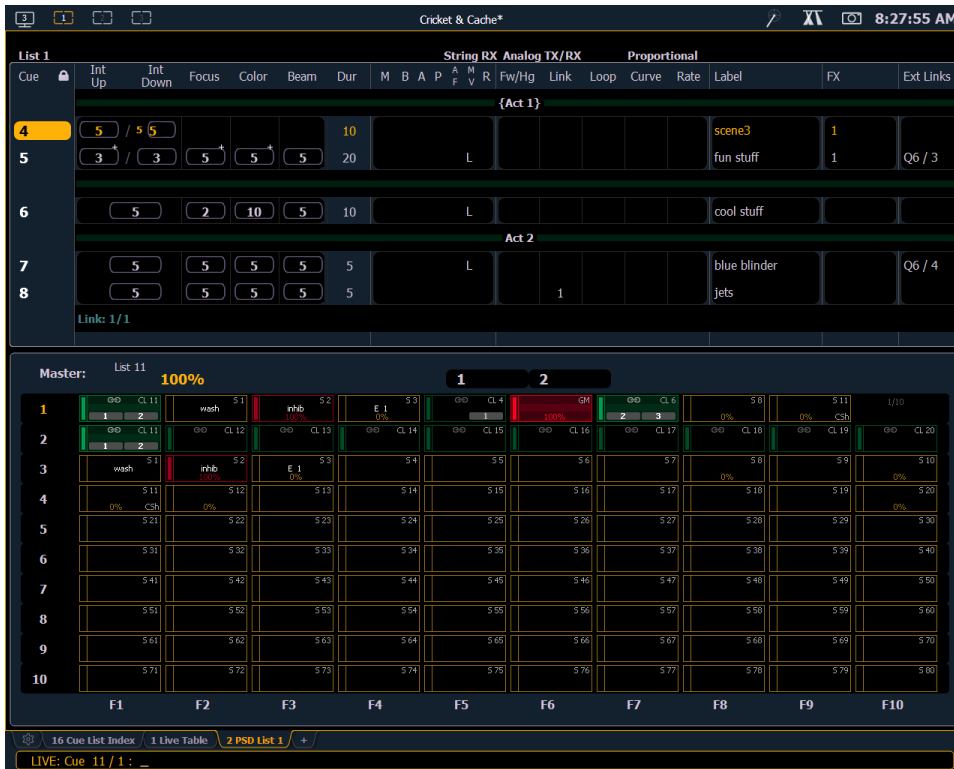 3 1 2 3 Cricket & Cache* 8:27:55 AM
List 1 String RX Analog TX/RX Proportional
Cue Int Up Int Down Focus Color Beam Dur M B A P AF MV R Fw/Hg Link Loop Curve Rate Label FX Ext Links
{Act 1}
4 5 / 5 5 10 scene3 1
5 3 + / 3 5 + 5 + 5 20 L fun stuff 1 Q6 / 3
6 5 2 10 5 10 L cool stuff
Act 2
7 5 5 5 5 5 L blue blinder Q6 / 4
8 5 5 5 5 5 1 jets
Link: 1/1
Master: List 11 100% 1 2
1 CL 11 1 2 wash S 1 inhib S 2 100% E 1 S 3 0% CL 4 1 GM 100% CL 6 2 3 S 8 0% S 11 0% CSh 1/10
2 CL 11 1 2 CL 12 CL 13 CL 14 CL 15 CL 16 CL 17 CL 18 CL 19 CL 20
3 wash S 1 inhib S 2 100% E 1 S 3 0% S 4 S 5 S 6 S 7 S 8 0% S 9 S 10 0%
4 S 11 0% CSh S 12 0% S 13 S 14 S 15 S 16 S 17 S 18 S 19 S 20 0%
5 S 21 S 22 S 23 S 24 S 25 S 26 S 27 S 28 S 29 S 30
6 S 31 S 32 S 33 S 34 S 35 S 36 S 37 S 38 S 39 S 40
7 S 41 S 42 S 43 S 44 S 45 S 46 S 47 S 48 S 49 S 50
8 S 51 S 52 S 53 S 54 S 55 S 56 S 57 S 58 S 59 S 60
9 S 61 S 62 S 63 S 64 S 65 S 66 S 67 S 68 S 69 S 70
10 S 71 S 72 S 73 S 74 S 75 S 76 S 77 S 78 S 79 S 80
F1 F2 F3 F4 F5 F6 F7 F8 F9 F10
16 Cue List Index 1 Live Table 2 PSD List 1 +
LIVE: Cue 11 / 1 : _